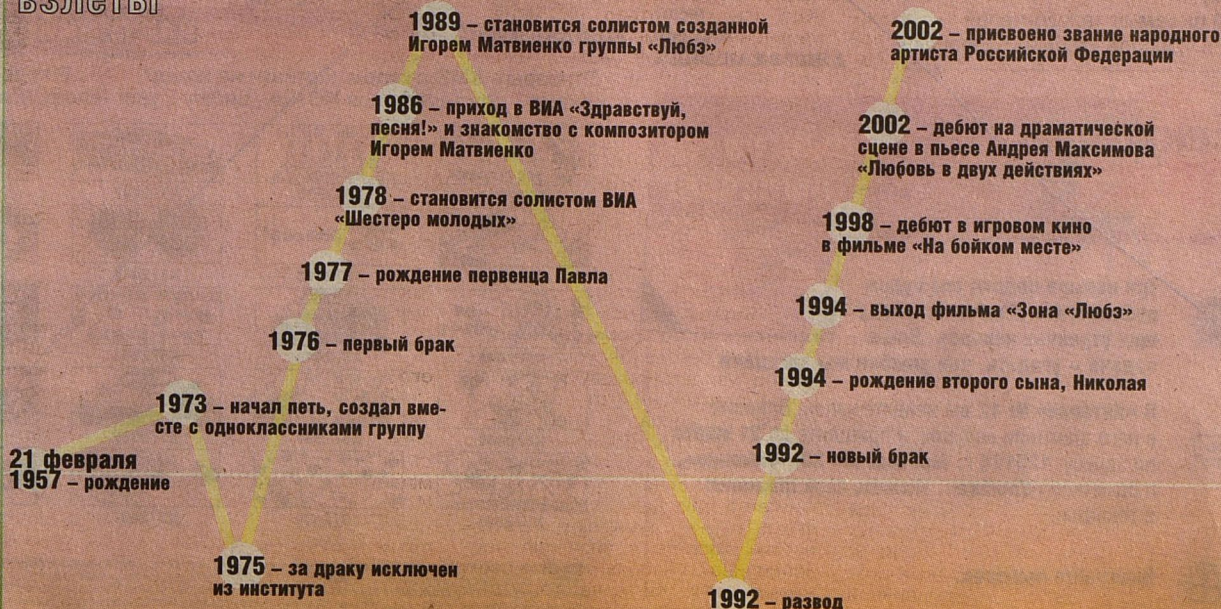 взлеты
1989 – становится солистом созданной
Игорем Матвиенко группы «Любэ»
1986 – приход в ВИА «Здравствуй,
песня!» и знакомство с композитором
Игорем Матвиенко
1978 – становится солистом ВИА
«Шестеро молодых»
1977 – рождение первенца Павла
1976 – первый брак
1973 – начал петь, создал вме-
сте с одноклассниками группу
21 февраля
1957 – рождение
1975 – за драку исключен
из института
2002 – присвоено звание народного
артиста Российской Федерации
2002 – дебют на драматической
сцене в пьесе Андрея Максимова
«Любовь в двух действиях»
1998 – дебют в игровом кино
в фильме «На бойком месте»
1994 – выход фильма «Зона «Любэ»
1994 – рождение второго сына, Николая
1992 – новый брак
1992 – развод